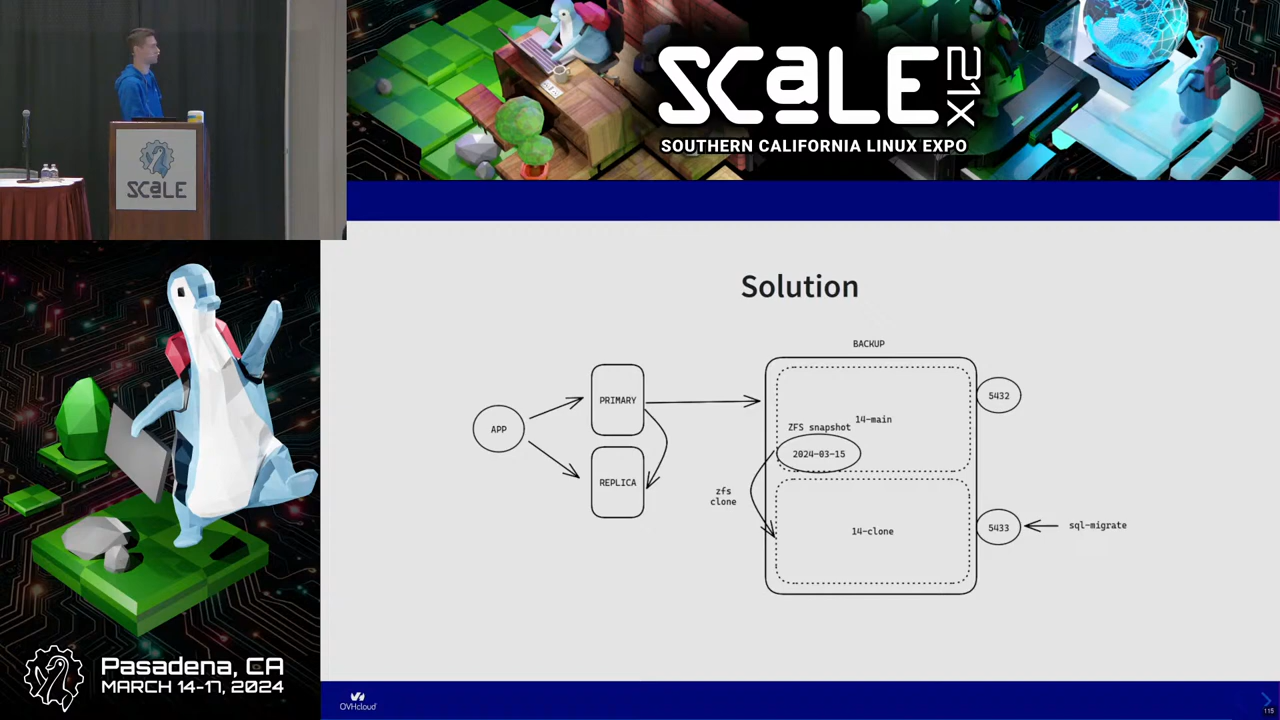 SCaLE 21X
SOUTHERN CALIFORNIA LINUX EXPO
SCaLE
Solution
BACKUP
APP
PRIMARY
REPLICA
14-main
ZFS snapshot
2024-03-15
5432
zfs
clone
14-clone
5433
sql-migrate
Pasadena, CA
MARCH 14-17, 2024
OVHcloud
115